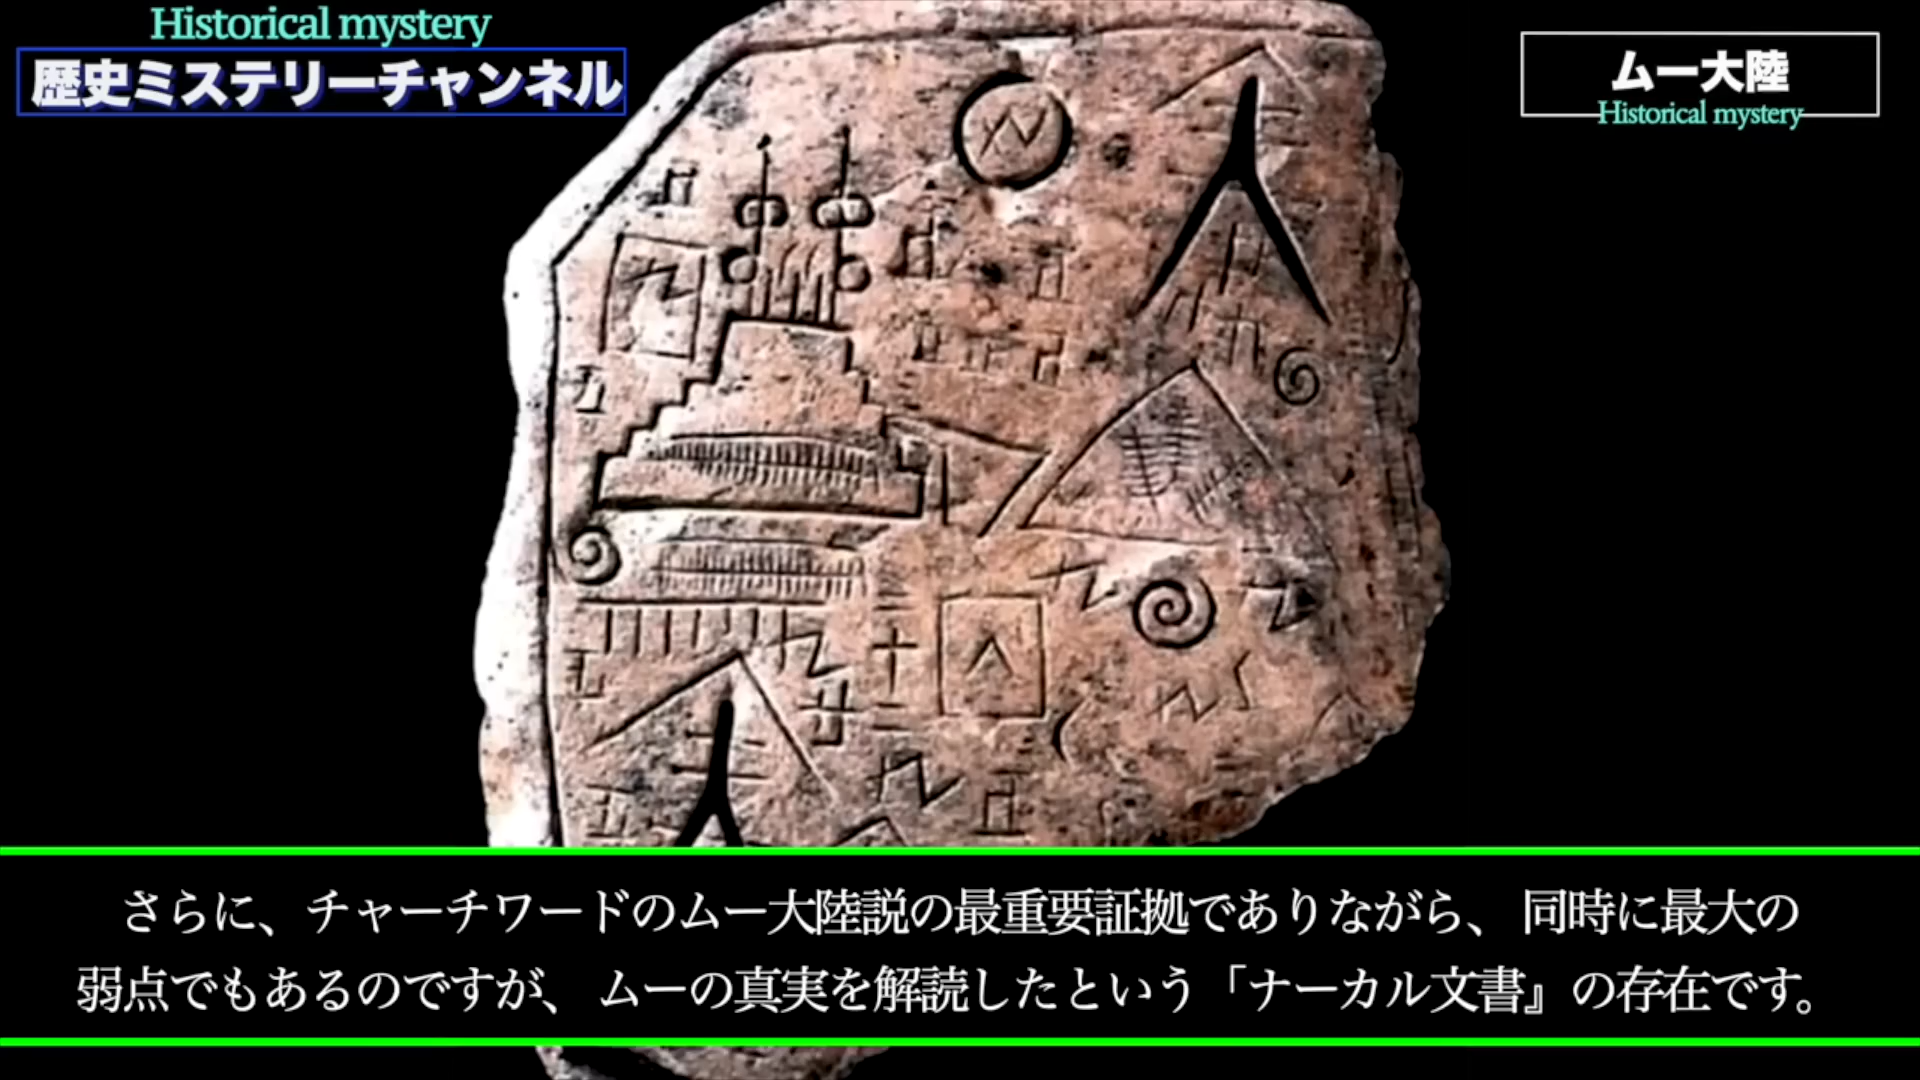 Historical mystery
歴史ミステリーチャンネル
ムー大陸
Historical mystery
さらに、チャーチワードのムー大陸説の最重要証拠でありながら、 同時に最大の
弱点でもあるのですが、 ムーの真実を解読したという「ナーカル文書』の存在です。